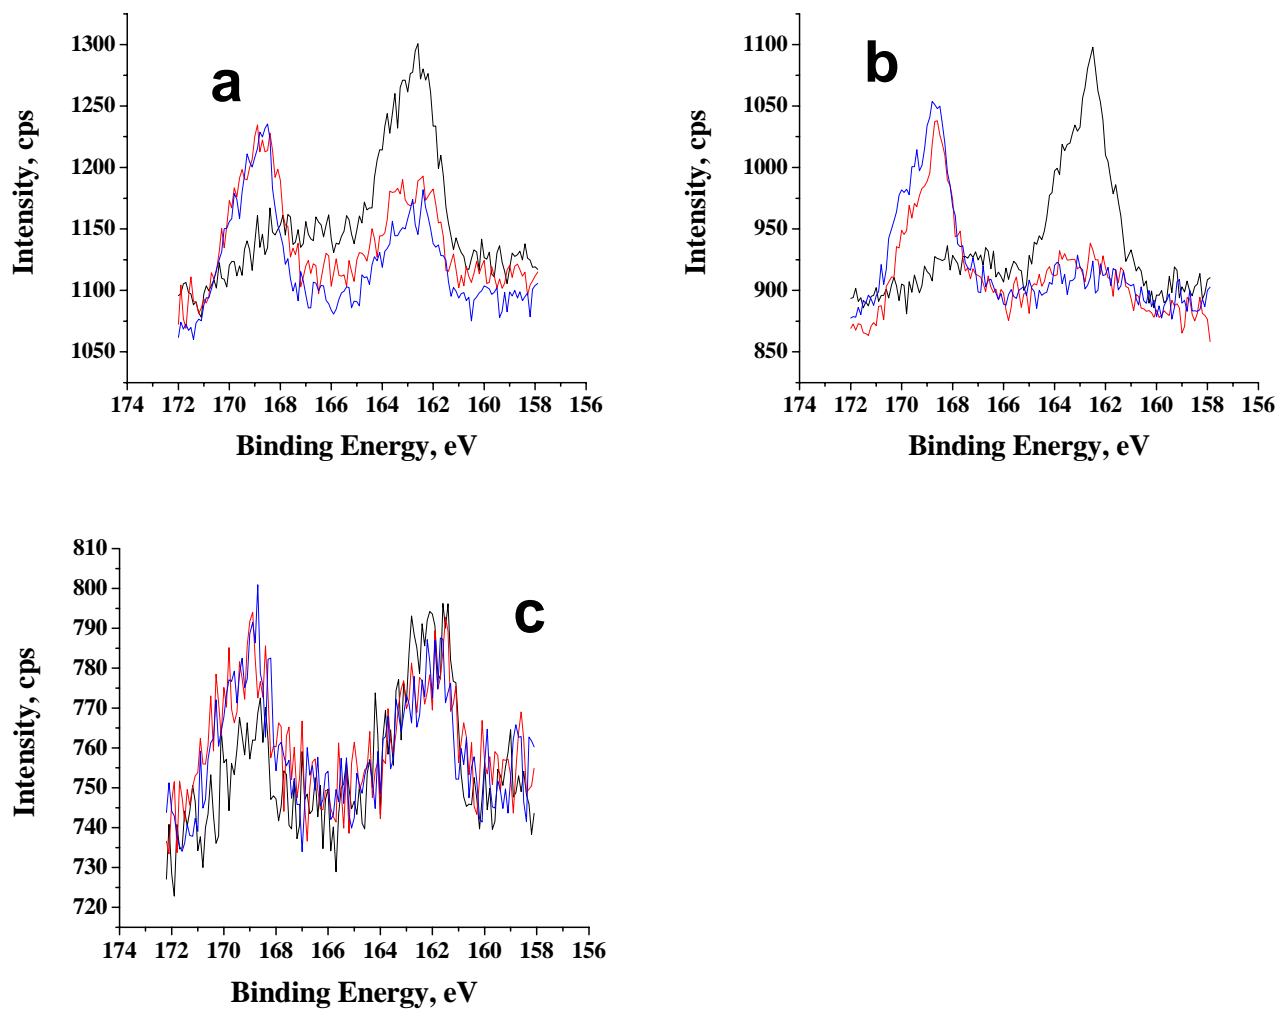 a
1300
1250
1200
1150
1100
1050
Intensity, cps
174 172 170 168 166 164 162 160 158 156
Binding Energy, eV
b
1100
1050
1000
950
900
850
Intensity, cps
174 172 170 168 166 164 162 160 158 156
Binding Energy, eV
c
810
800
790
780
770
760
750
740
730
720
Intensity, cps
174 172 170 168 166 164 162 160 158 156
Binding Energy, eV